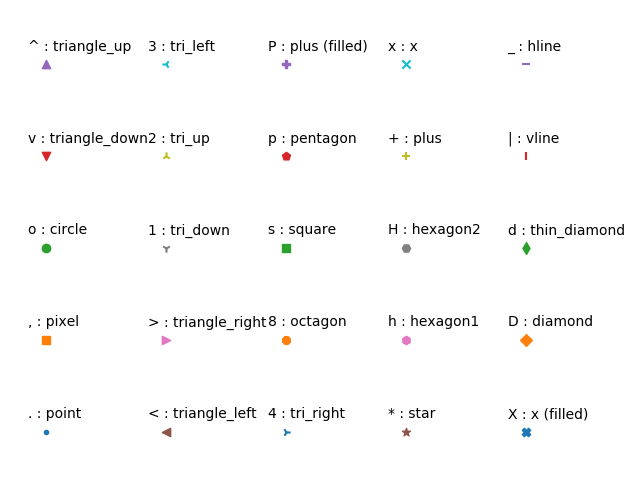 ^ : triangle_up
3 : tri_left
P : plus (filled)
x : x
_ : hline
v : triangle_down
2 : tri_up
p : pentagon
+ : plus
| : vline
o : circle
1 : tri_down
s : square
H : hexagon2
d : thin_diamond
, : pixel
> : triangle_right
8 : octagon
h : hexagon1
D : diamond
. : point
< : triangle_left
4 : tri_right
* : star
X : x (filled)